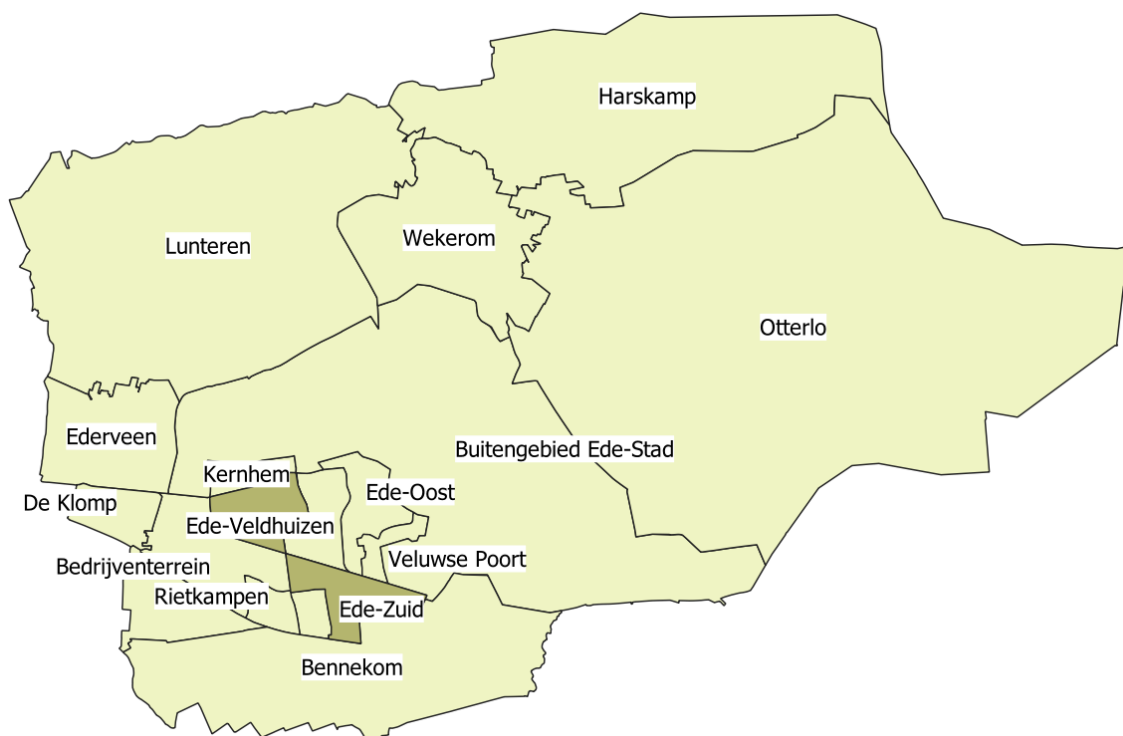 Harskamp
Lunteren
Wekerom
Otterlo
Ederveen
Buitengebied Ede-Stad
Kernhem
Ede-Oost
De Klomp
Ede-Veldhuizen
Veluwse Poort
Bedrijventerrein
Rietkampen
Ede-Zuid
Bennekom